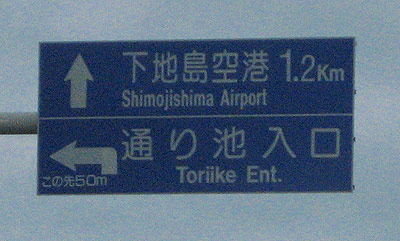 下地島空港 1.2Km
Shimojishima Airport
通り池入口
Toriike Ent.
この先50m